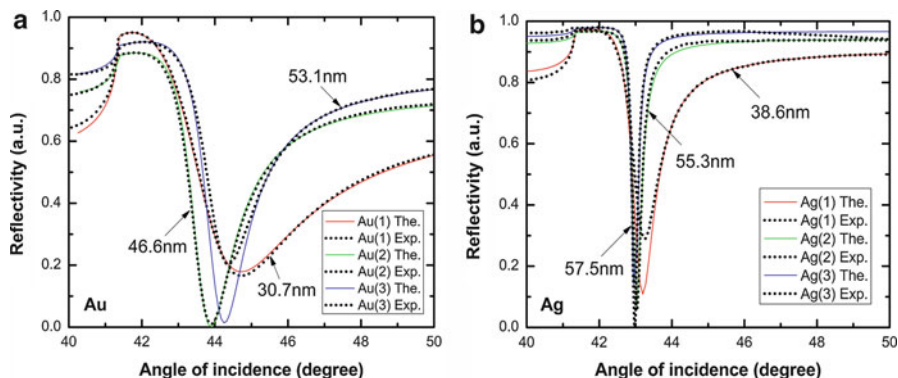 a
Reflectivity (a.u.)
1.0
0.8
0.6
0.4
0.2
0.0
53.1nm
46.6nm
30.7nm
Au(1) The.
Au(1) Exp.
Au(2) The.
Au(2) Exp.
Au(3) The.
Au(3) Exp.
Au
40 42 44 46 48 50
Angle of incidence (degree)
b
Reflectivity (a.u.)
1.0
0.8
0.6
0.4
0.2
0.0
38.6nm
55.3nm
57.5nm
Ag(1) The.
Ag(1) Exp.
Ag(2) The.
Ag(2) Exp.
Ag(3) The.
Ag(3) Exp.
Ag
40 42 44 46 48 50
Angle of incidence (degree)